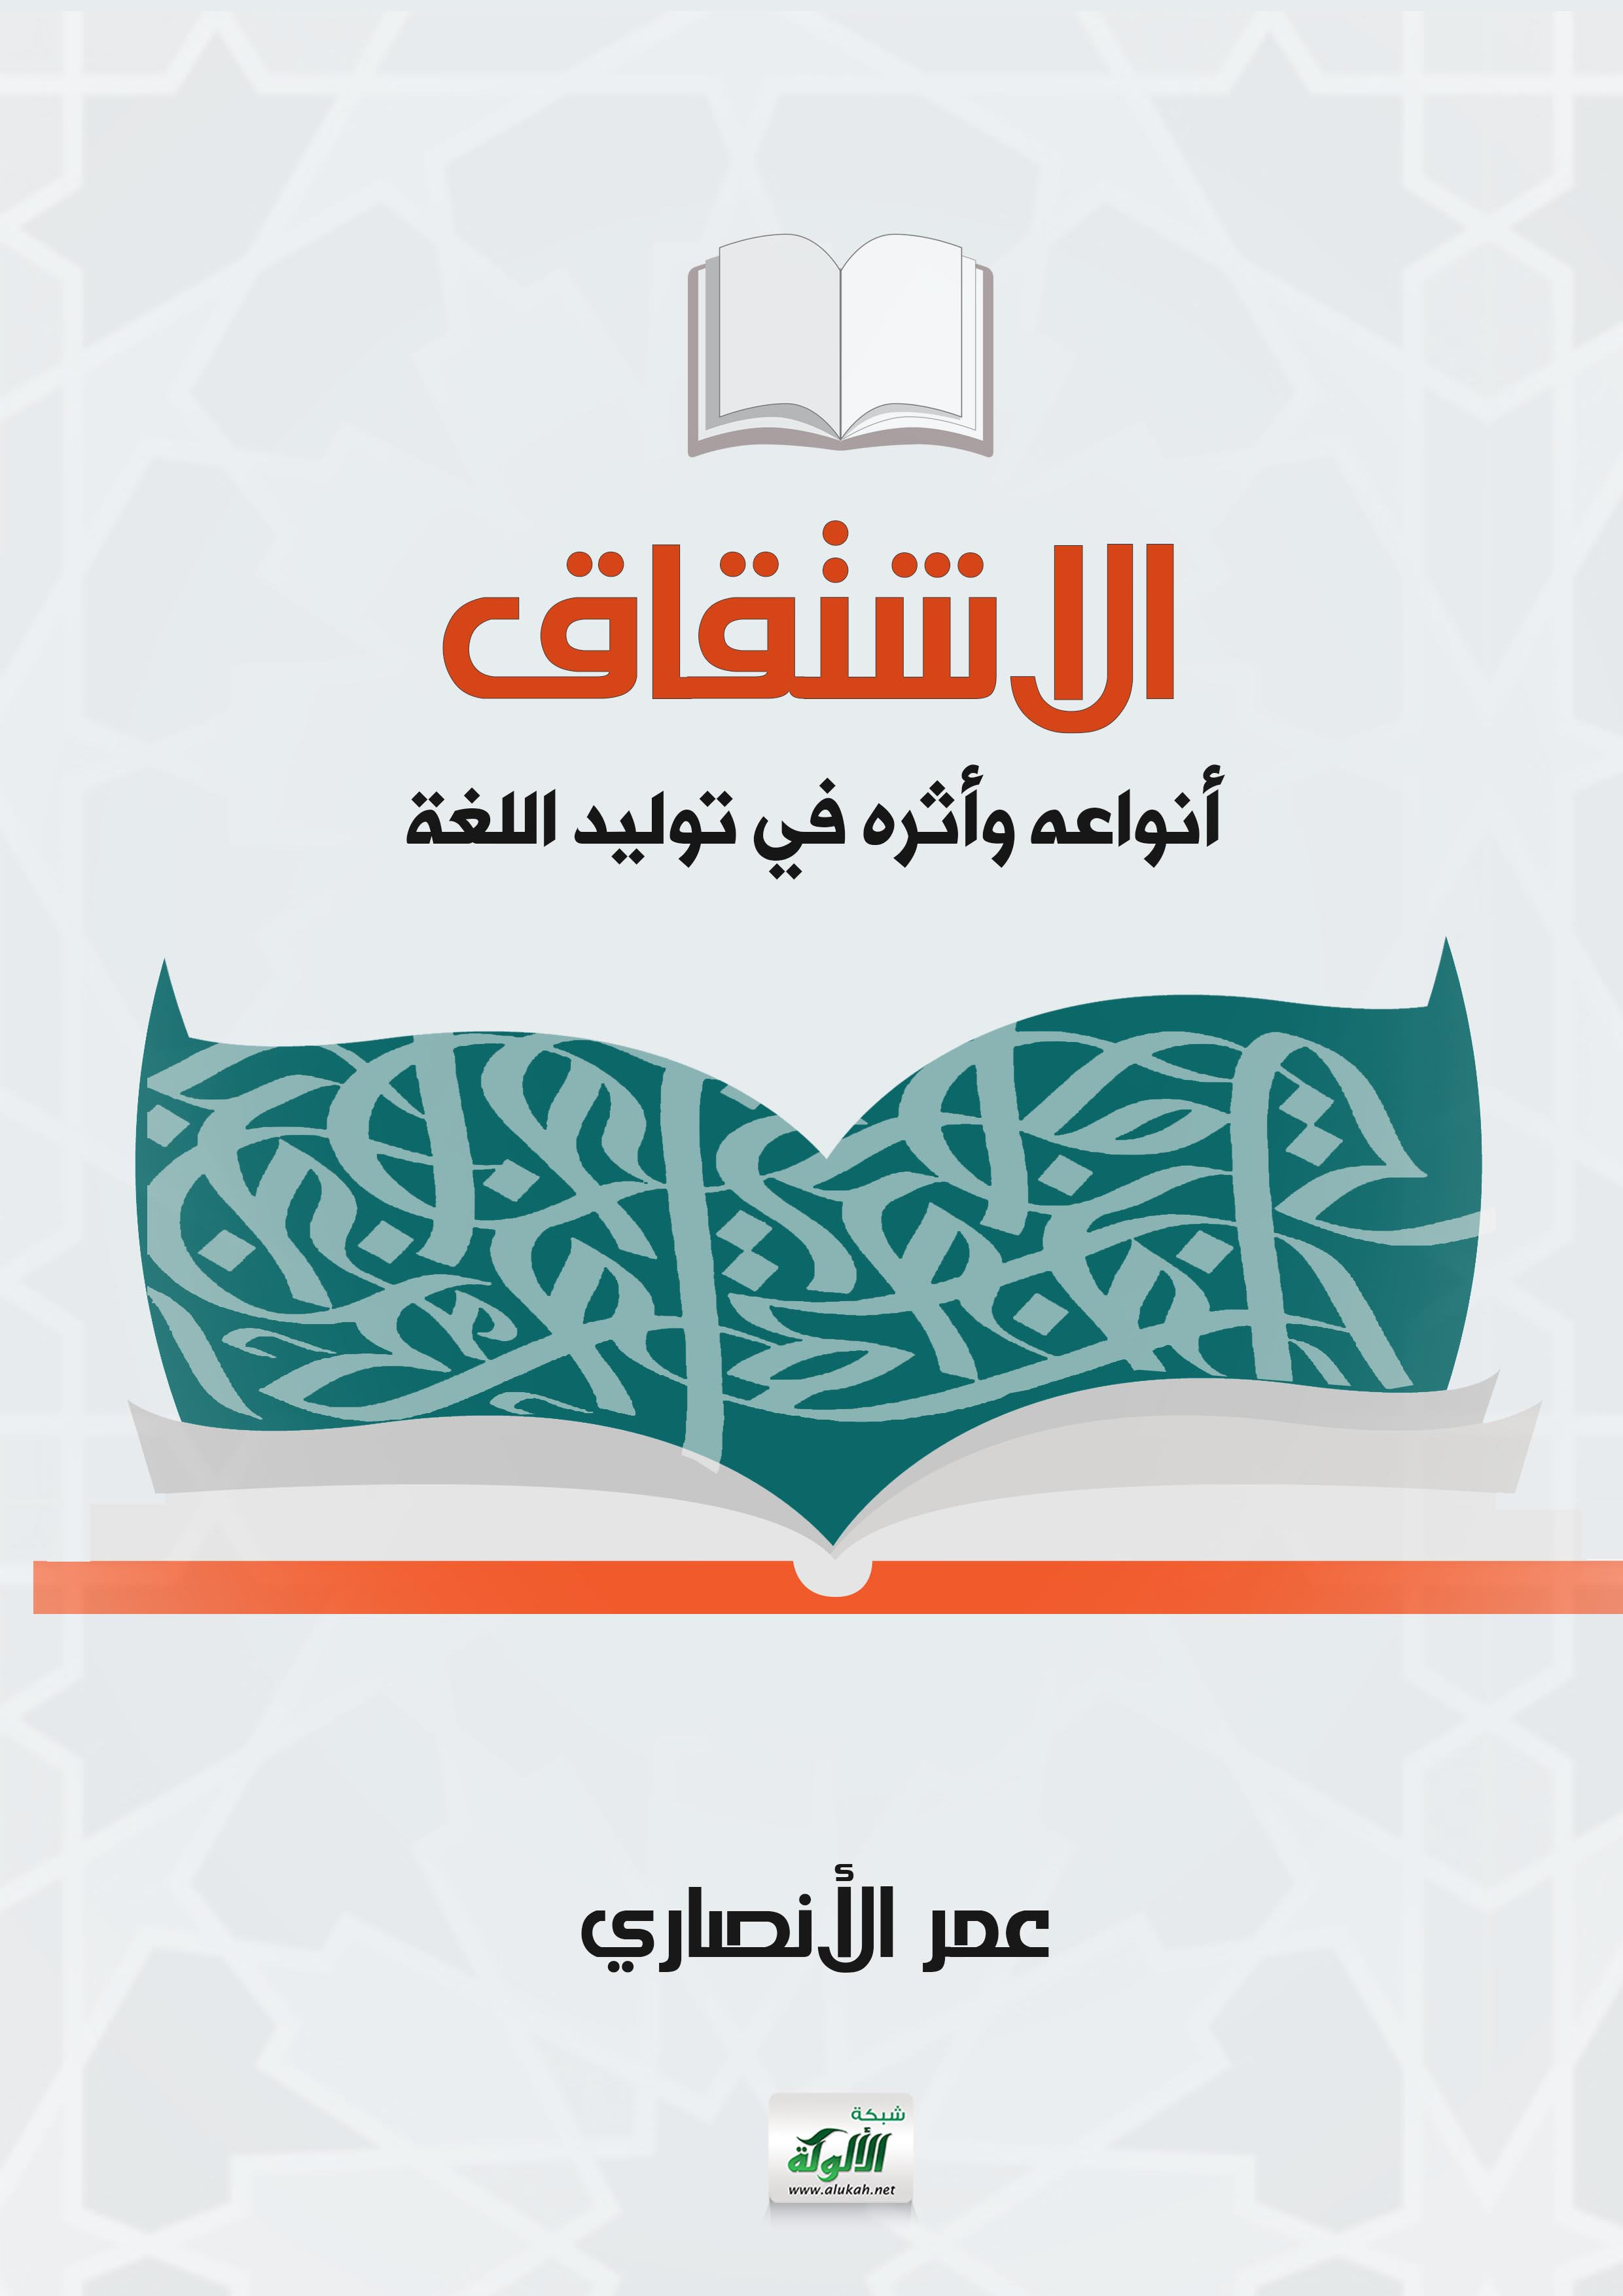 الاشتقاق
أنواعه وأثره في توليد اللغة
عمر الأنصاري
شبكة
الألوكة
www.alukah.net